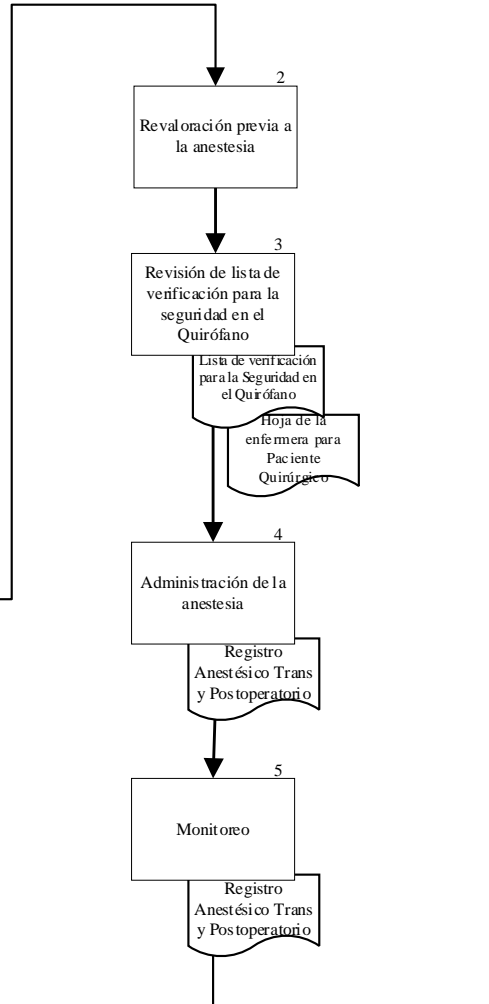 2
Revaloración previa a
la anestesia
3
Revisión de lista de
verificación para la
seguridad en el
Quirófano
Lista de verificación
para la Seguridad en
el Quirófano
Hoja de la
enfermera para
Paciente
Quirúrgico
4
Administración de la
anestesia
Registro
Anestésico Trans
y Postoperatorio
5
Monitoreo
Registro
Anestésico Trans
y Postoperatorio